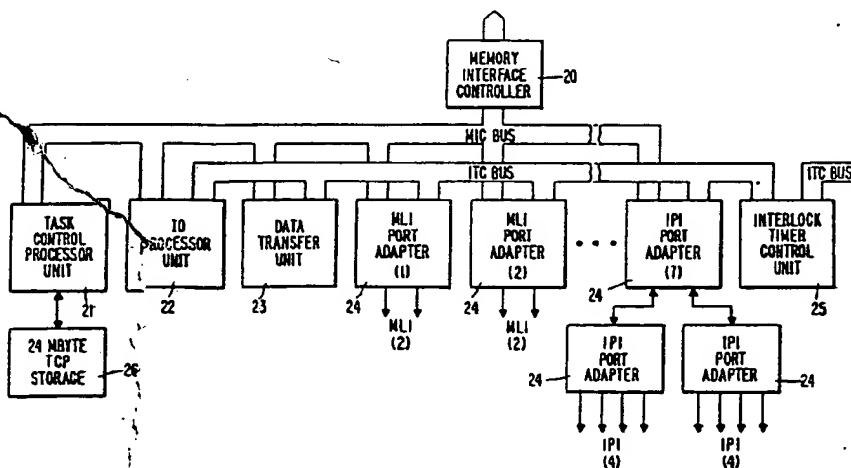 MEMORY
INTERFACE
CONTROLLER
20
MIC BUS
ITC BUS
ITC BUS
TASK
CONTROL
PROCESSOR
UNIT
21
IO
PROCESSOR
UNIT
22
DATA
TRANSFER
UNIT
23
MLI
PORT
ADAPTER
(1)
24
MLI
PORT
ADAPTER
(2)
24
IPI
PORT
ADAPTER
(7)
24
INTERLOCK
TIMER
CONTROL
UNIT
25
24 MBYTE
TCP
STORAGE
26
MLI
(2)
MLI
(2)
IPI
PORT
ADAPTER
24
IPI
PORT
ADAPTER
24
IPI
(4)
IPI
(4)